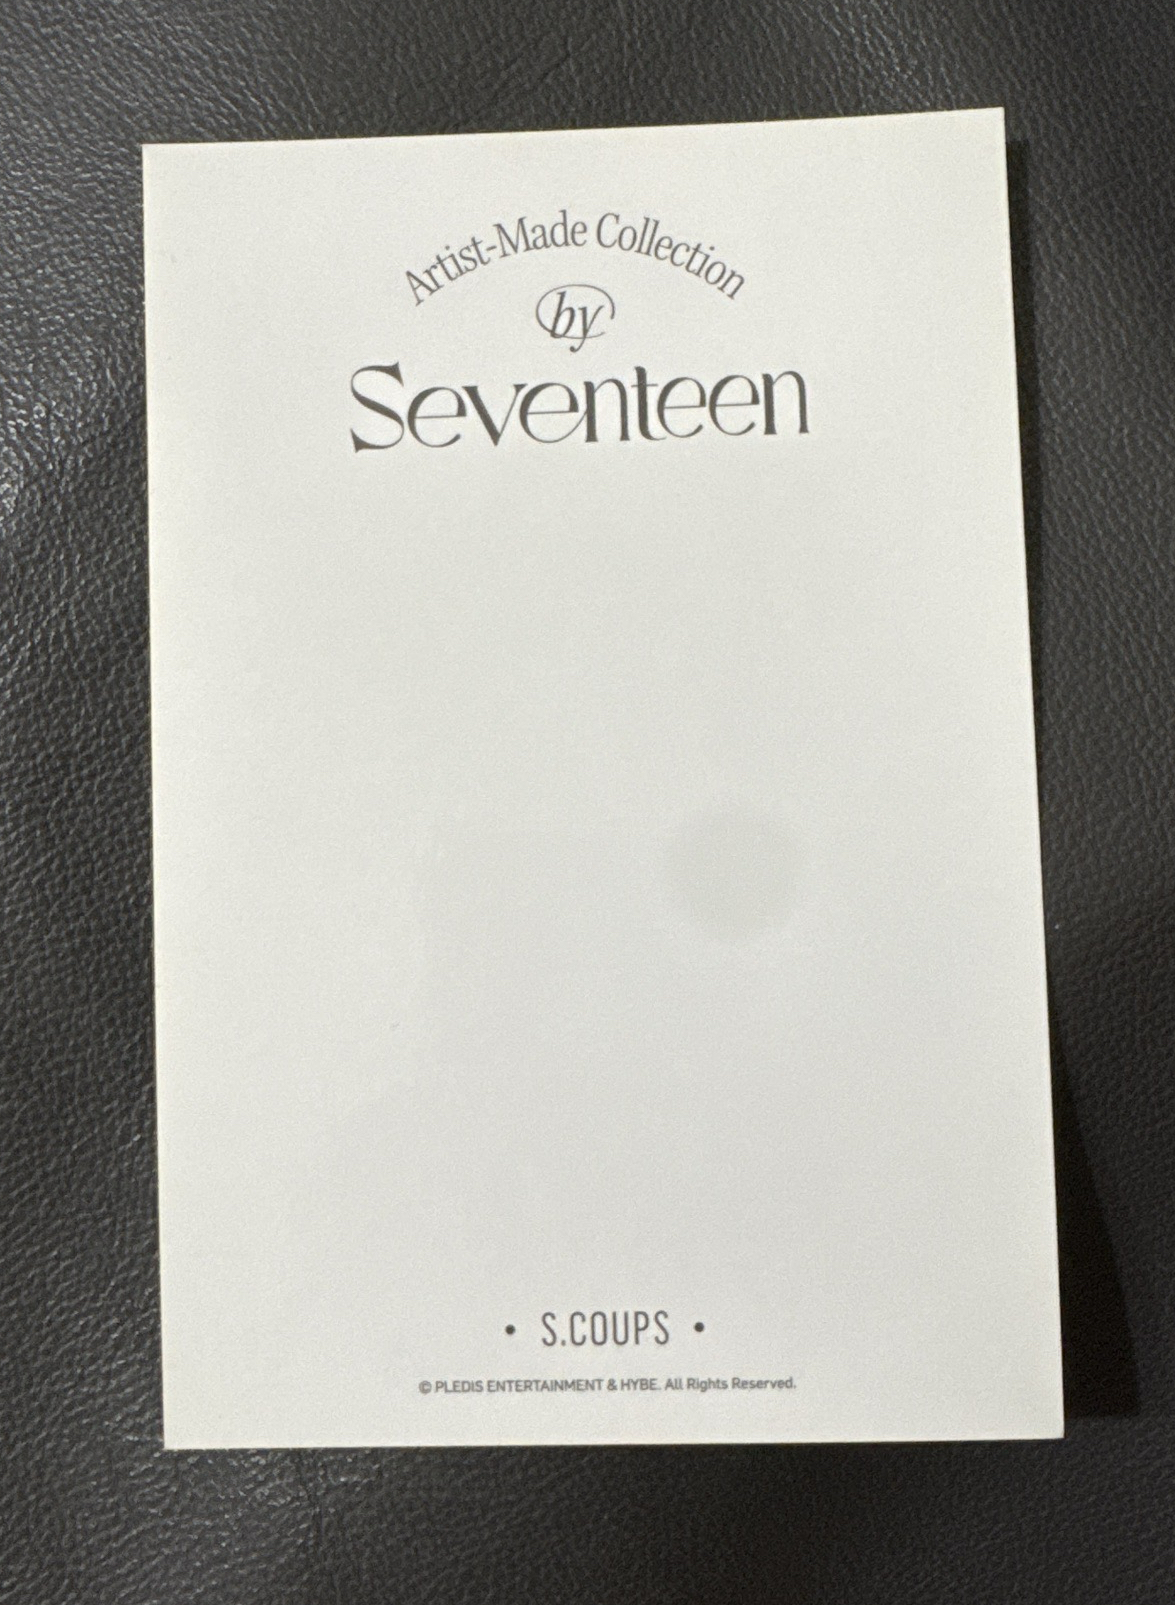 Artist-Made Collection
by
Seventeen
• S.COUPS •
© PLEDIS ENTERTAINMENT & HYBE. All Rights Reserved.